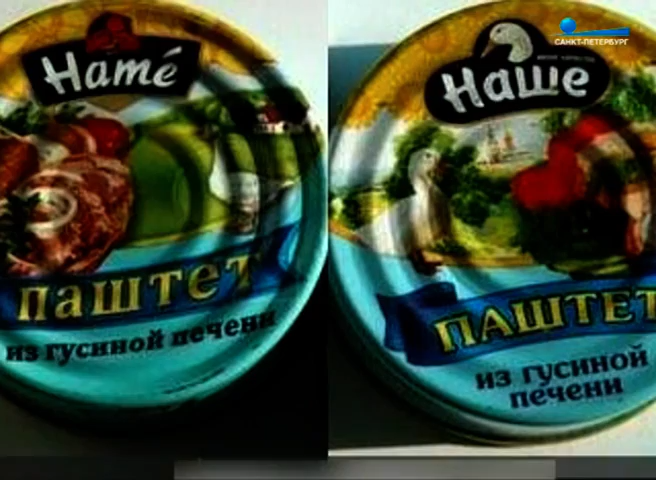 Hamé
паштет
из гусиной печени
САНКТ-ПЕТЕРБУРГ
Наше
ПАШТЕТ
из гусиной
печени